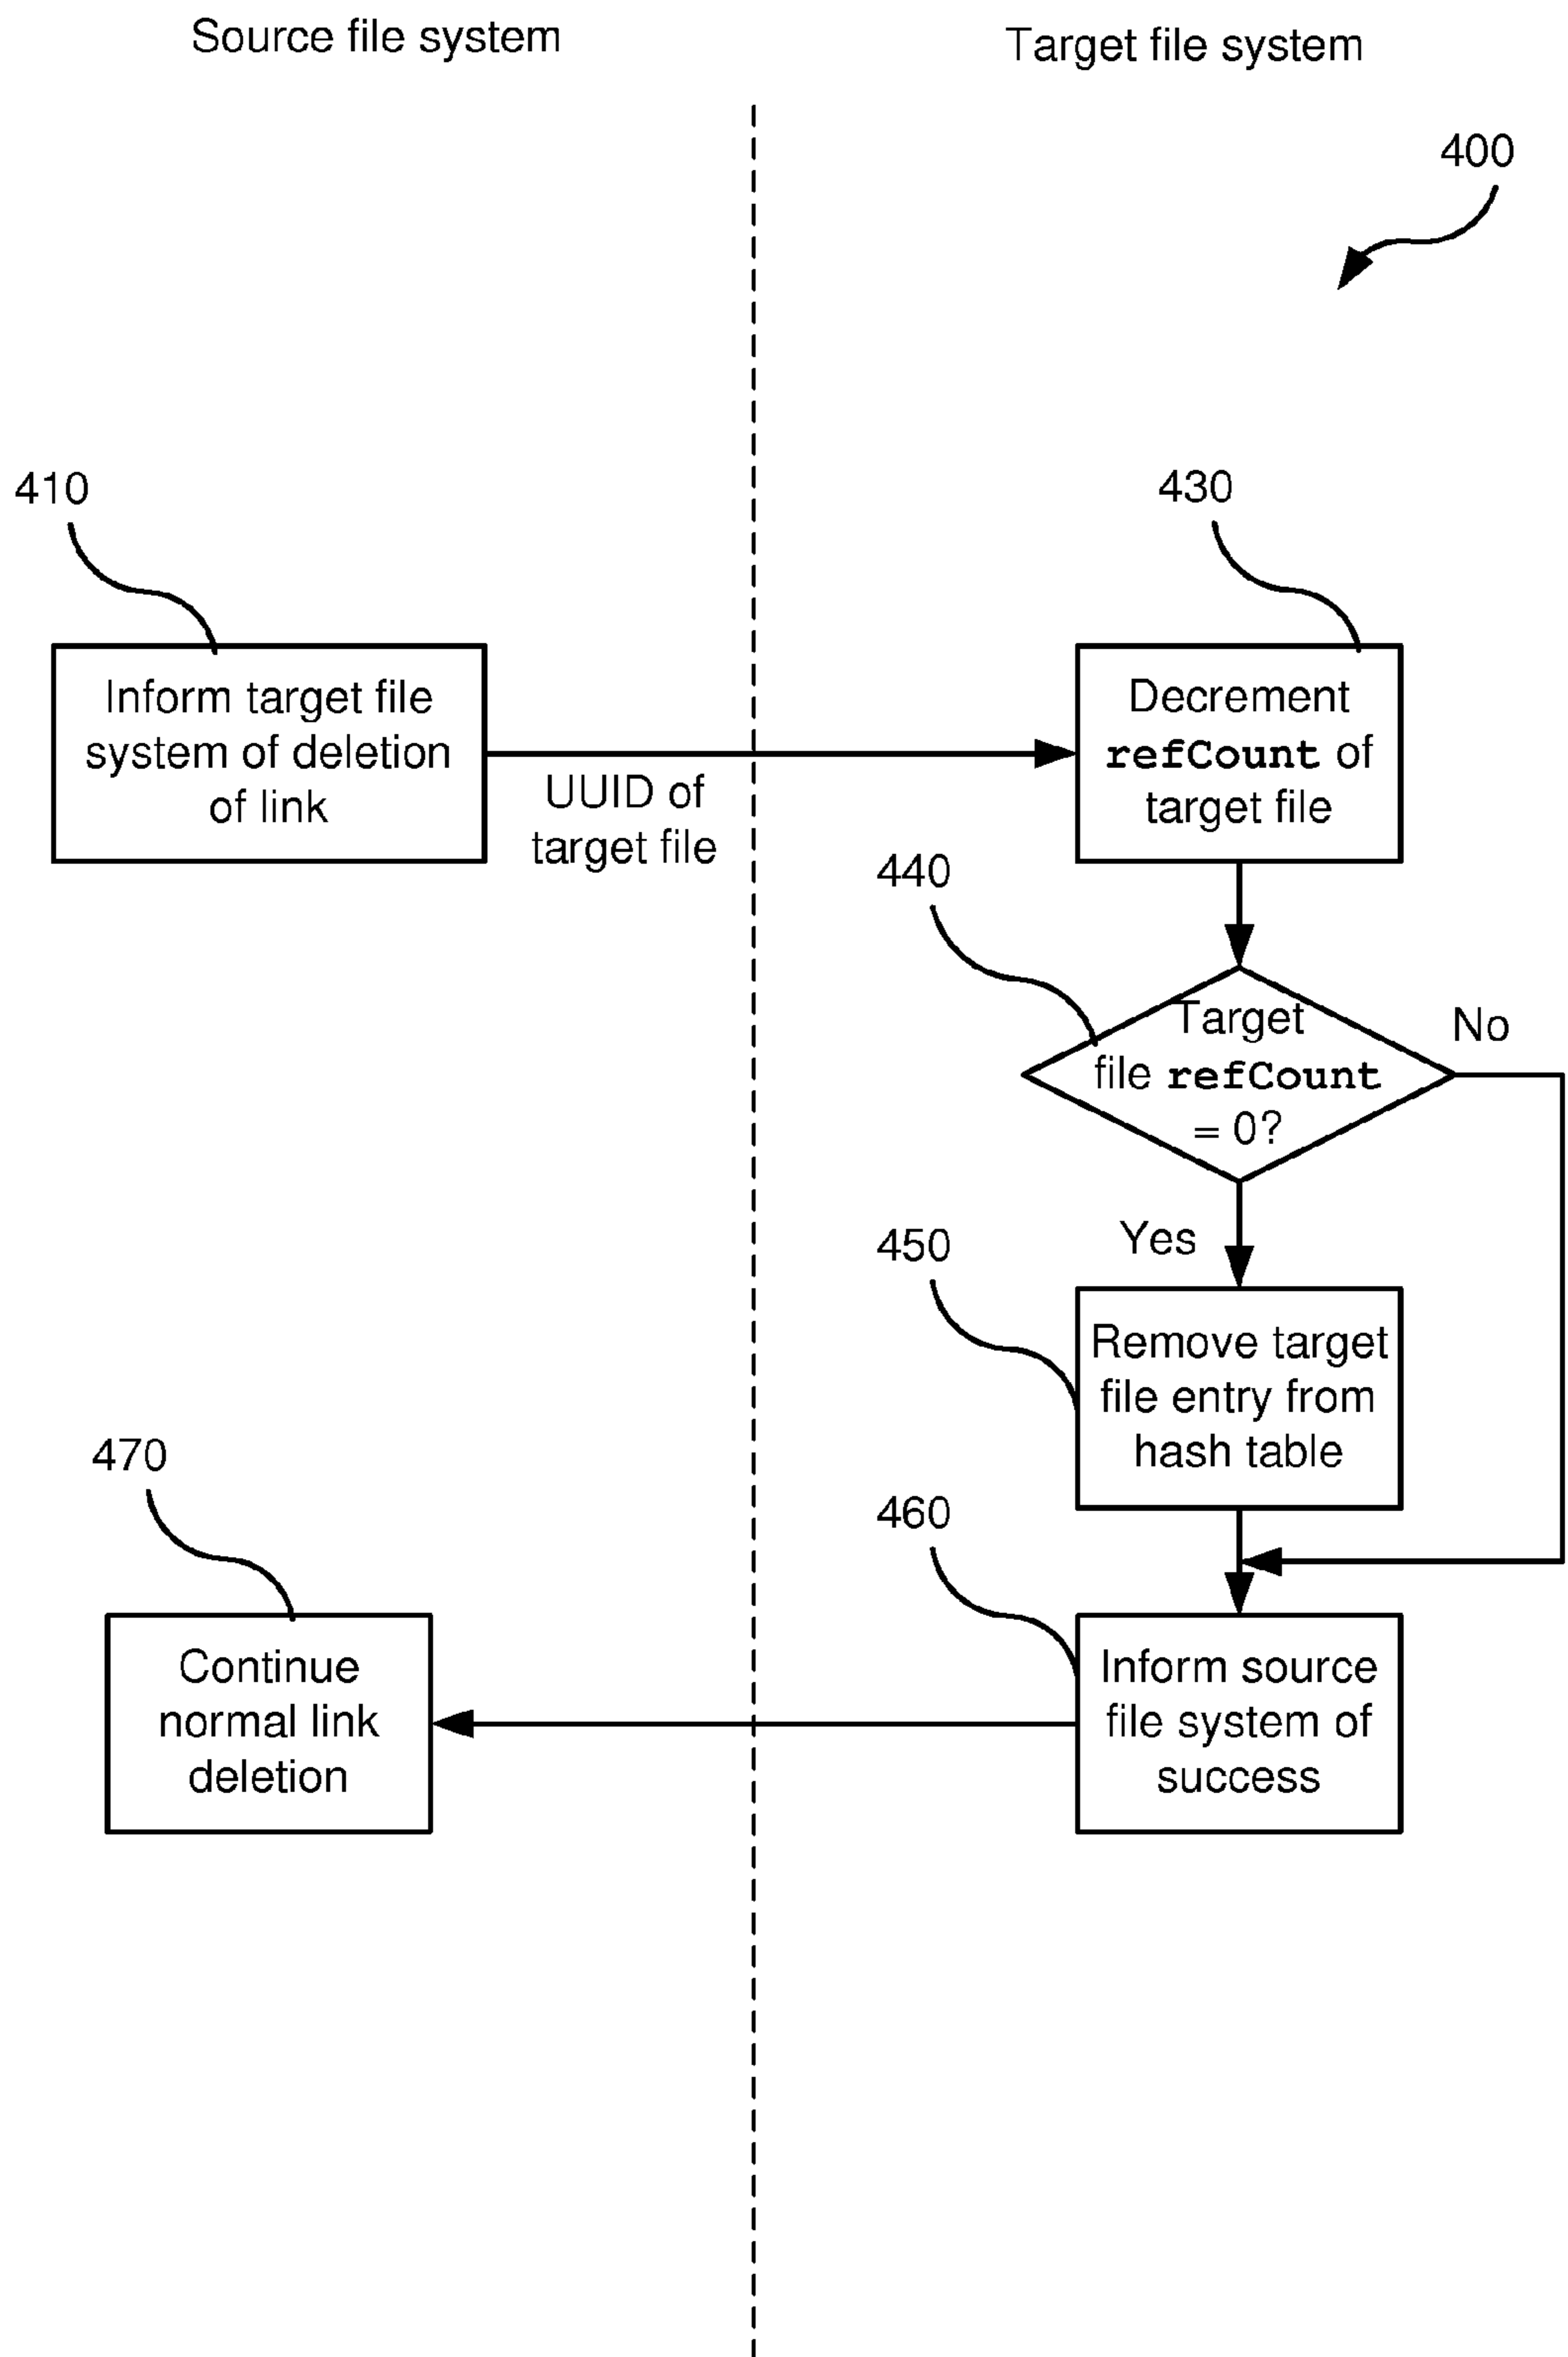 Source file system
Target file system
400
410
430
Inform target file
system of deletion
of link
UUID of
target file
Decrement
refCount of
target file
440
Target
file refCount
= 0?
No
Yes
450
Remove target
file entry from
hash table
470
460
Continue
normal link
deletion
Inform source
file system of
success